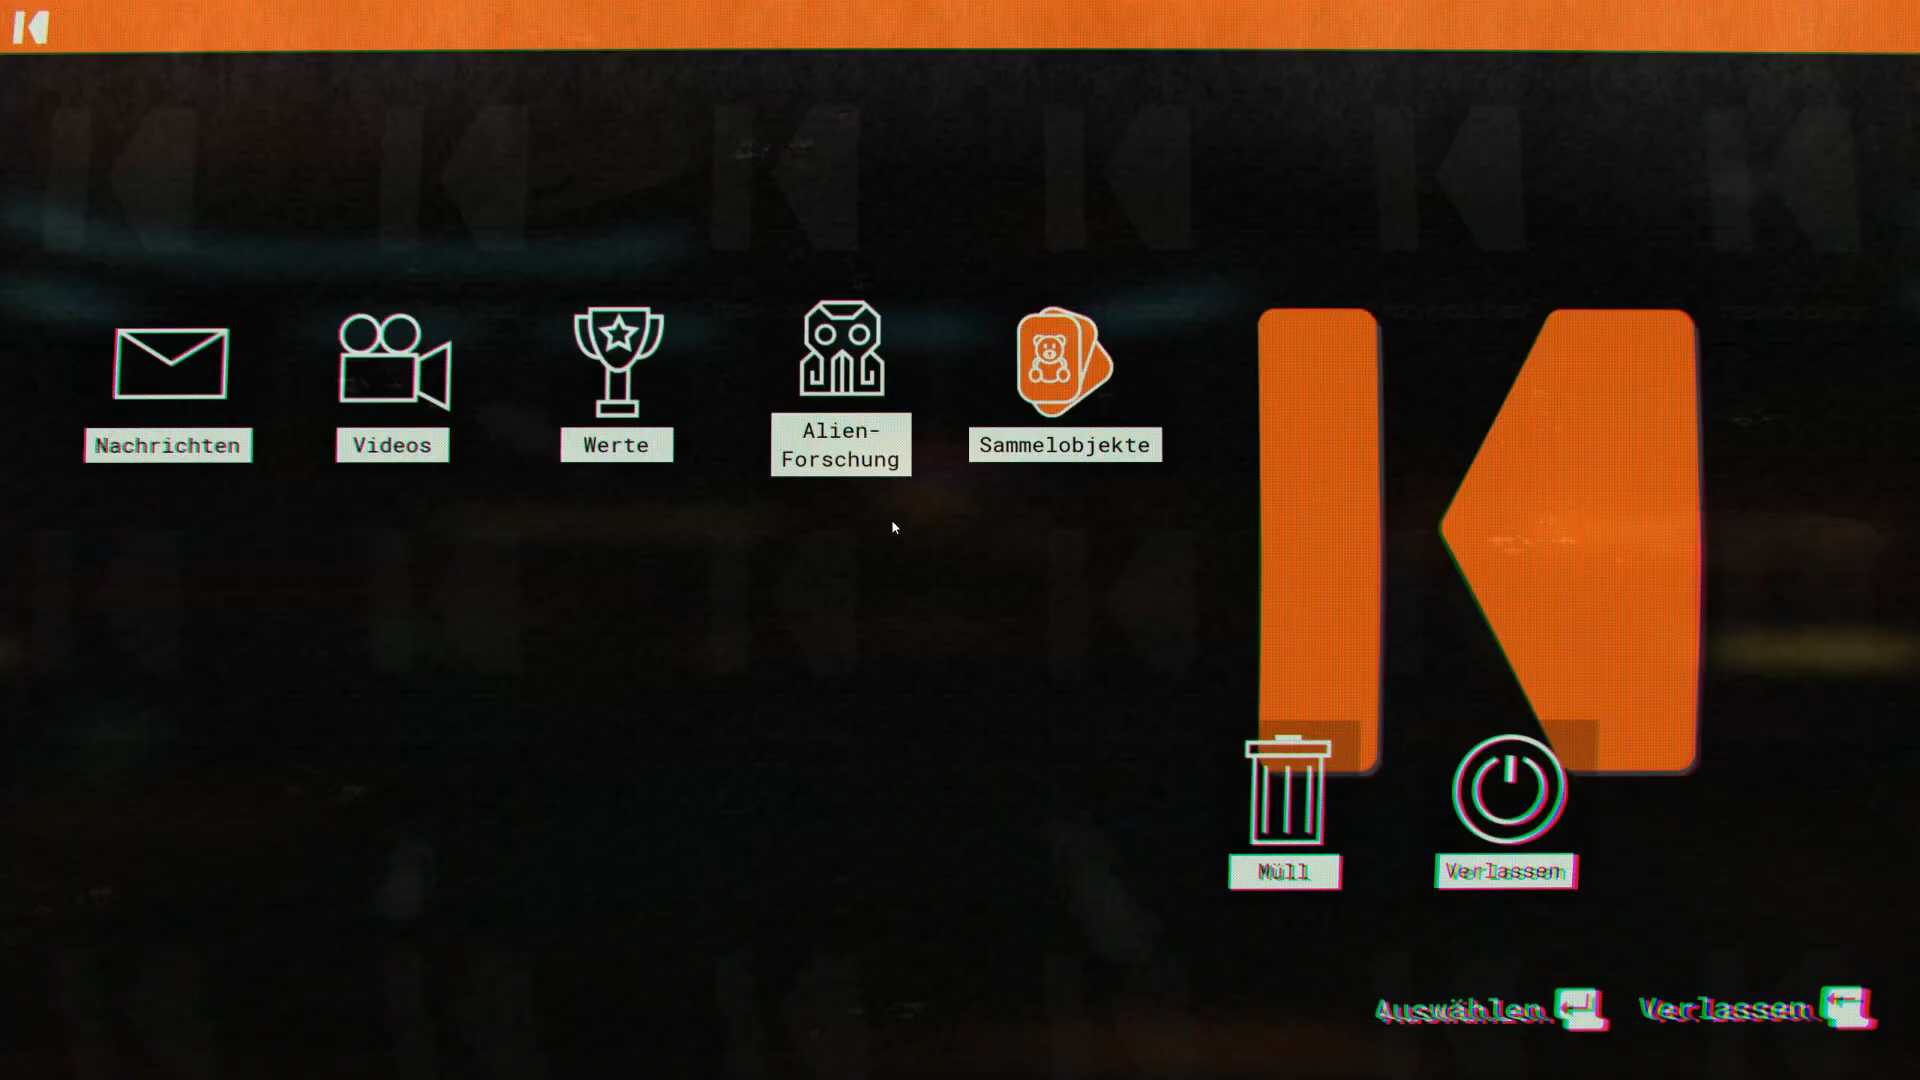 Nachrichten
Videos
Werte
Alien-
Forschung
Sammelobjekte
Müll
Verlassen
Auswählen
Verlassen